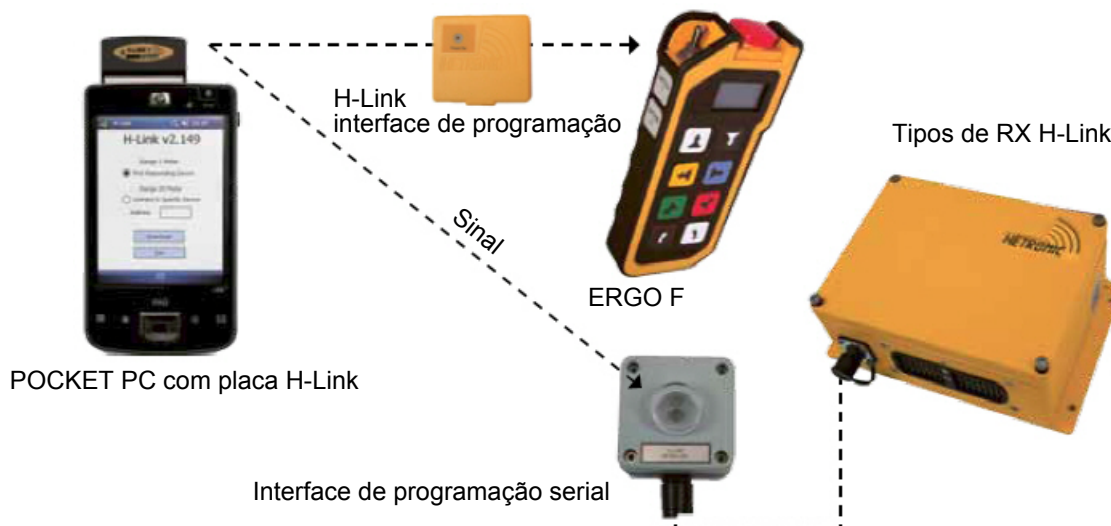 H-Link v2.149
H-Link
interface de programação
Tipos de RX H-Link
HETRONIC
Sinal
ERGO F
POCKET PC com placa H-Link
Interface de programação serial